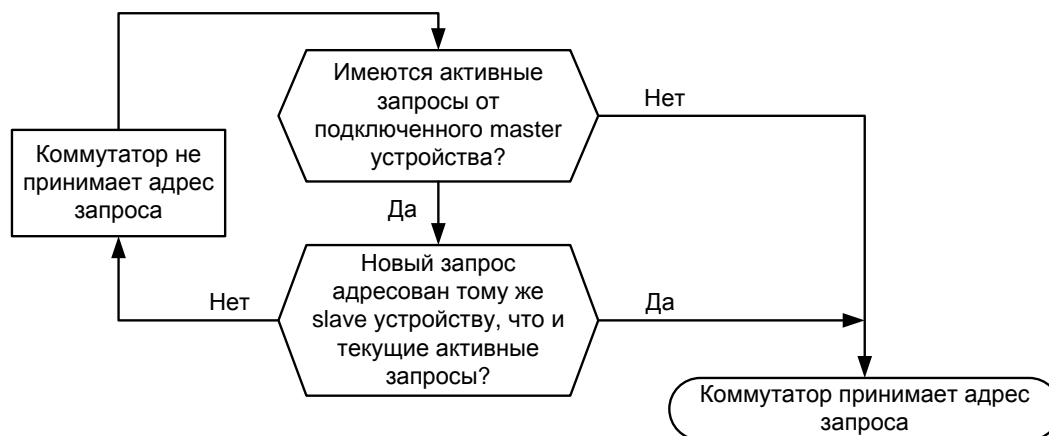 Имеются активные
запросы от
подключенного master
устройства?
Нет
Коммутатор не
принимает адрес
запроса
Да
Новый запрос
адресован тому же
slave устройству, что и
текущие активные
запросы?
Нет
Да
Коммутатор принимает адрес
запроса